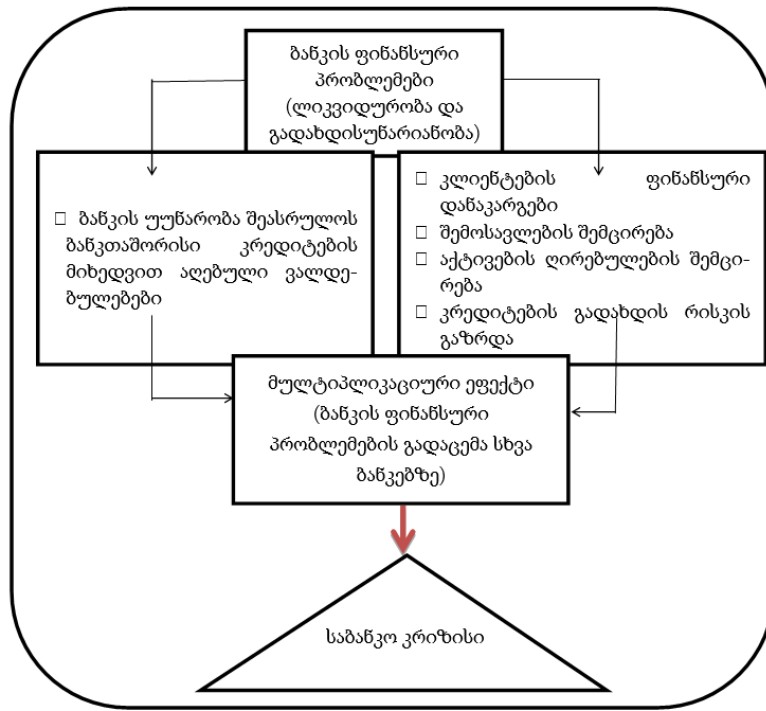 ბანკის ფინანსური
პრობლემები
(ლიკვიდურობა და
გადახდისუნარიანობა)
□ ბანკის უუნარობა შეასრულოს
ბანკთაშორისი კრედიტების
მიხედვით აღებული ვალდე-
ბულებები
□ კლიენტების ფინანსური
დანაკარგები
□ შემოსავლების შემცირება
□ აქტივების ღირებულების შემცი-
რება
□ კრედიტების გადახდის რისკის
გაზრდა
მულტიპლიკაციური ეფექტი
(ბანკის ფინანსური
პრობლემების გადაცემა სხვა
ბანკებზე)
საბანკო კრიზისი